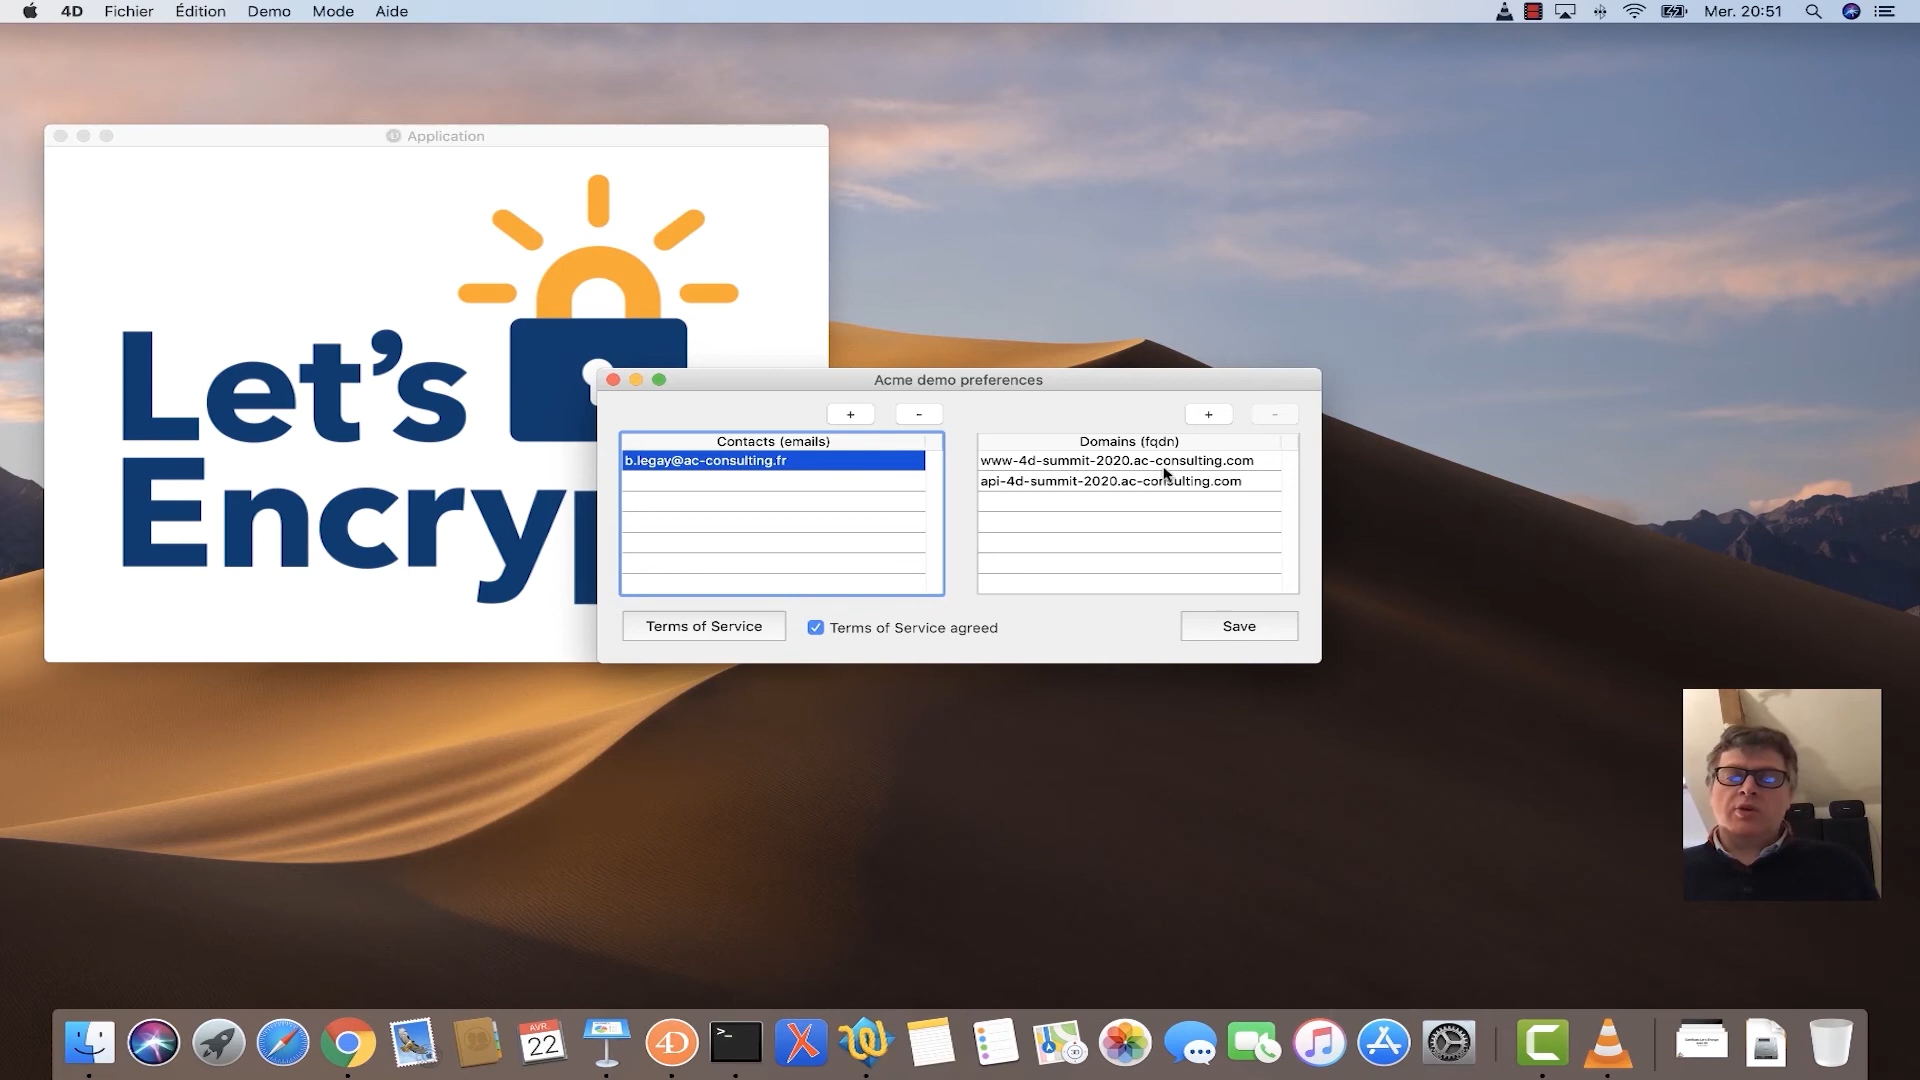 4D Fichier Édition Demo Mode Aide
Mer. 20:51
Application
Let's
Encryp
Acme demo preferences
+ - + -
Contacts (emails)
Domains (fqdn)
b.legay@ac-consulting.fr
www-4d-summit-2020.ac-consulting.com
api-4d-summit-2020.ac-consulting.com
Terms of Service
Terms of Service agreed
Save
AVR.
22
4D
>_